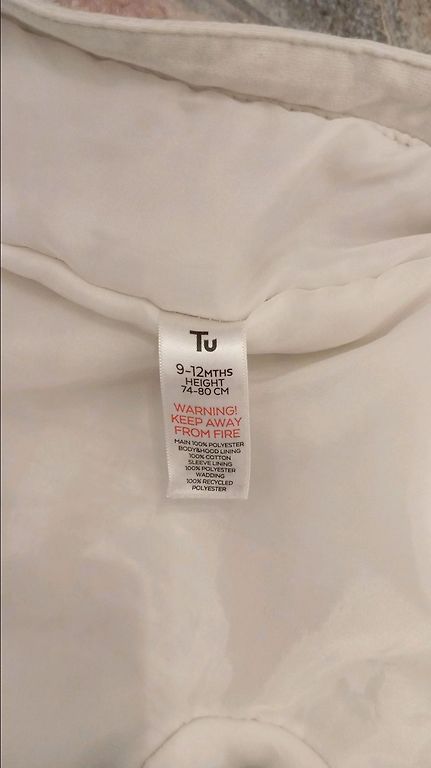 Tu
9-12MTHS
HEIGHT
74-80 CM
WARNING!
KEEP AWAY
FROM FIRE
MAIN 100% POLYESTER
BODY&HOOD LINING
100% COTTON
SLEEVE LINING
100% POLYESTER
WADDING
100% RECYCLED
POLYESTER